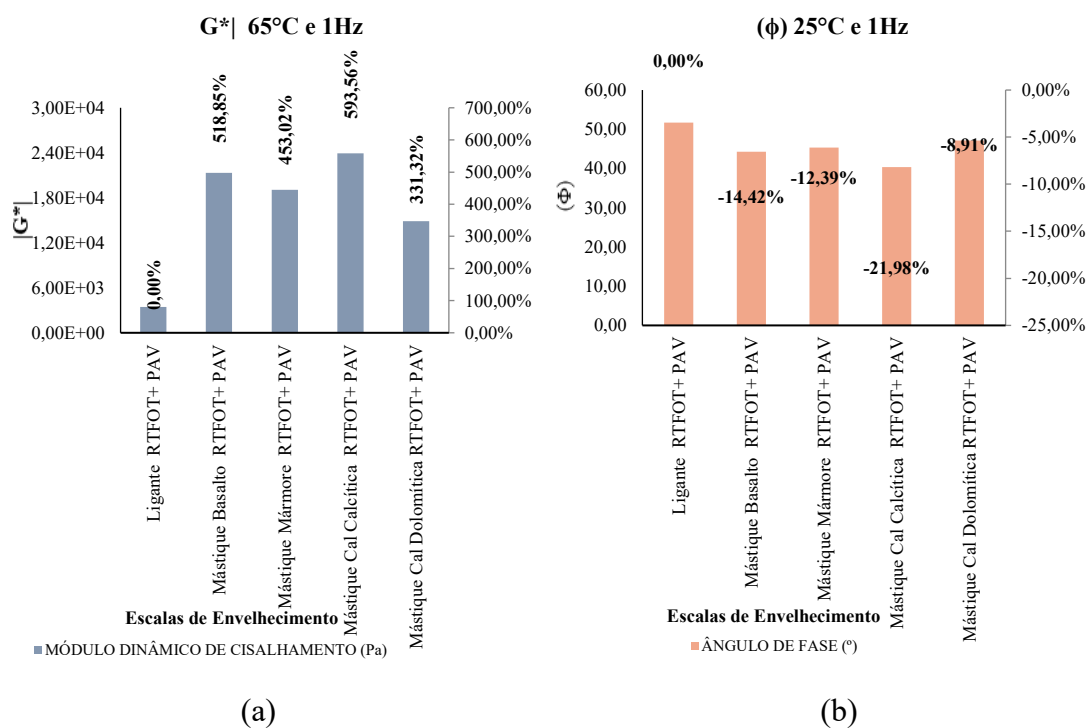 G*| 65°C e 1Hz
3,00E+04
2,40E+04
1,80E+04
1,20E+04
6,00E+03
0,00E+00
|G*|
0,00%
518,85%
453,02%
593,56%
331,32%
700,00%
600,00%
500,00%
400,00%
300,00%
200,00%
100,00%
0,00%
Ligante RTFOT+ PAV
Mástique Basalto RTFOT+ PAV
Mástique Mármore RTFOT+ PAV
Mástique Cal Calcítica RTFOT+ PAV
Mástique Cal Dolomítica RTFOT+ PAV
Escalas de Envelhecimento
MÓDULO DINÂMICO DE CISALHAMENTO (Pa)
(a)
(ϕ) 25°C e 1Hz
60,00
50,00
40,00
30,00
20,00
10,00
0,00
(Φ)
0,00%
-14,42%
-12,39%
-21,98%
-8,91%
0,00%
-5,00%
-10,00%
-15,00%
-20,00%
-25,00%
Ligante RTFOT+ PAV
Mástique Basalto RTFOT+ PAV
Mástique Mármore RTFOT+ PAV
Mástique Cal Calcítica RTFOT+ PAV
Mástique Cal Dolomítica RTFOT+ PAV
Escalas de Envelhecimento
ÂNGULO DE FASE (º)
(b)